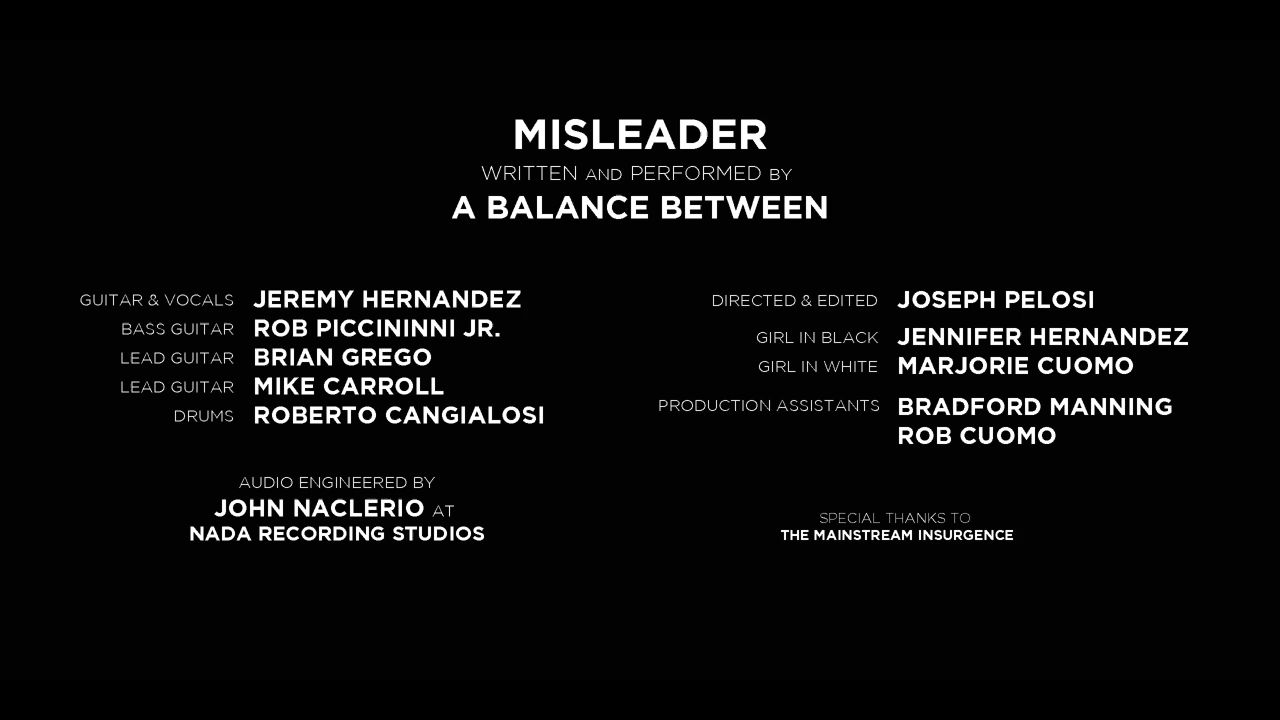 MISLEADER
WRITTEN AND PERFORMED BY
A BALANCE BETWEEN
GUITAR & VOCALS JEREMY HERNANDEZ
BASS GUITAR ROB PICCININNI JR.
LEAD GUITAR BRIAN GREGO
LEAD GUITAR MIKE CARROLL
DRUMS ROBERTO CANGIALOSI
AUDIO ENGINEERED BY
JOHN NACLERIO AT
NADA RECORDING STUDIOS
DIRECTED & EDITED JOSEPH PELOSI
GIRL IN BLACK JENNIFER HERNANDEZ
GIRL IN WHITE MARJORIE CUOMO
PRODUCTION ASSISTANTS BRADFORD MANNING
ROB CUOMO
SPECIAL THANKS TO
THE MAINSTREAM INSURGENCE